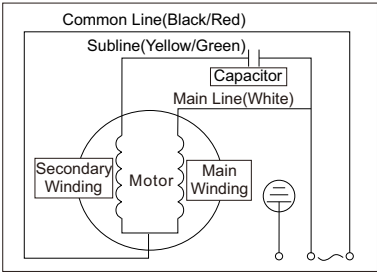 Common Line(Black/Red)
Subline(Yellow/Green)
Capacitor
Main Line(White)
Secondary
Winding
Motor
Main
Winding